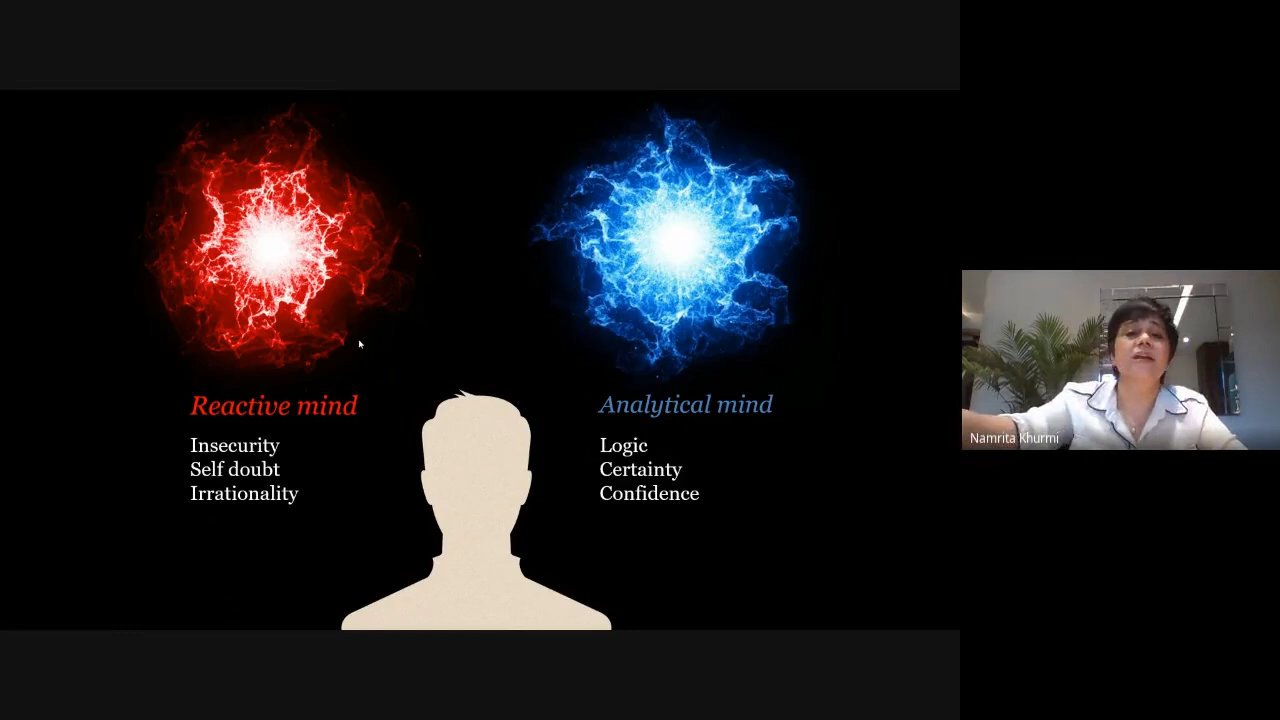 Reactive mind
Insecurity
Self doubt
Irrationality
Analytical mind
Logic
Certainty
Confidence
Namrita Khurmi